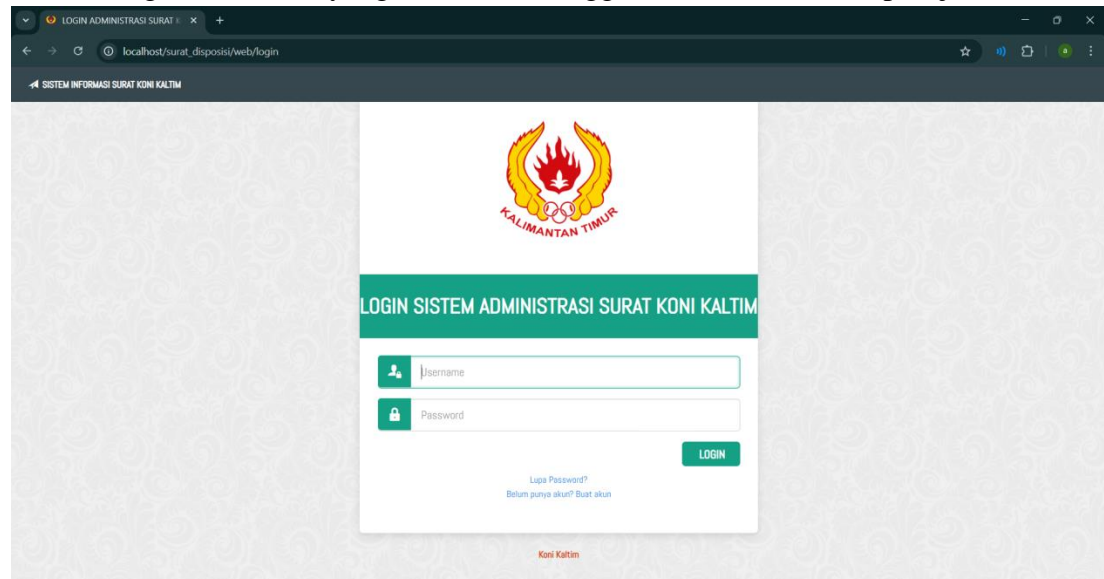 LOGIN ADMINISTRASI SURAT
localhost/surat_disposisi/web/login
a
SISTEM INFORMASI SURAT KONI KALTIM
KALIMANTAN TIMUR
LOGIN SISTEM ADMINISTRASI SURAT KONI KALTIM
Username
Password
LOGIN
Lupa Password?
Belum punya akun? Buat akun
Koni Kaltim